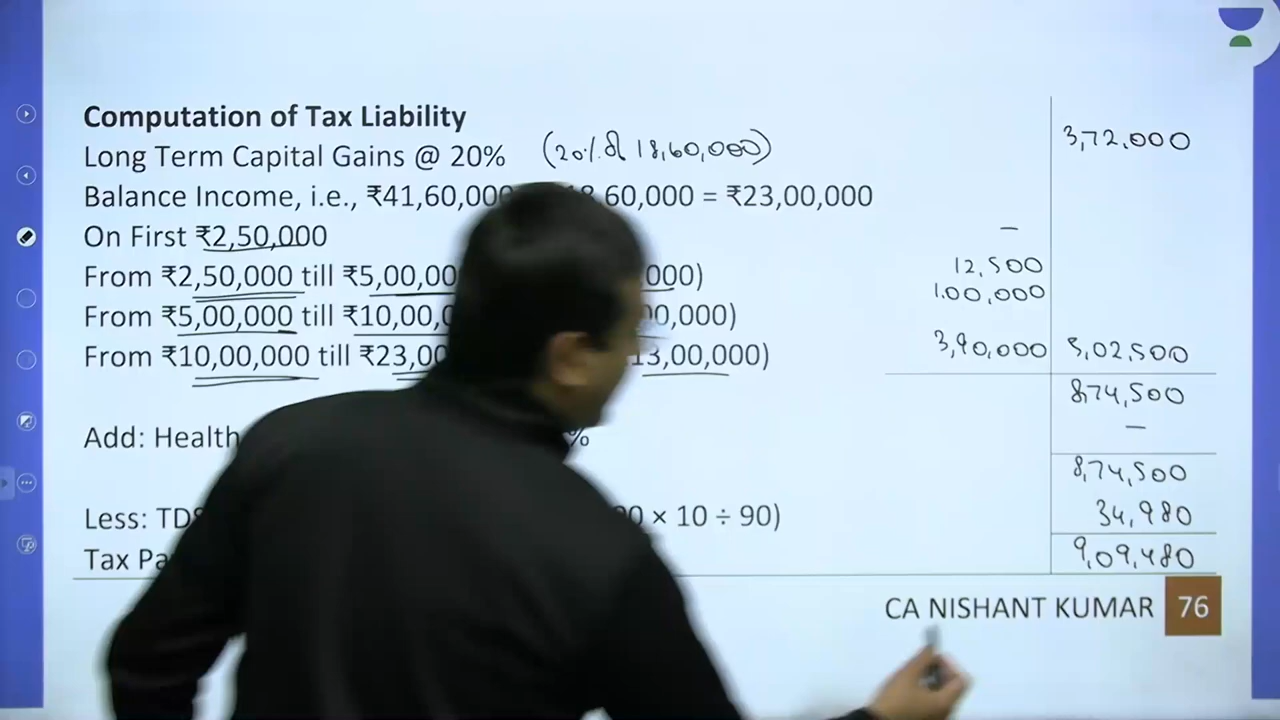 Computation of Tax Liability
Long Term Capital Gains @ 20% (20% of 18,60,000) 3,72,000
Balance Income, i.e., ₹41,60,000 18,60,000 = ₹23,00,000
On First ₹2,50,000 –
From ₹2,50,000 till ₹5,00,00 000) 12,500
From ₹5,00,000 till ₹10,00,0 00,000) 1,00,000
From ₹10,00,000 till ₹23,00 13,00,000) 3,90,000 5,02,500
8,74,500
Add: Health % –
8,74,500
Less: TDS 00 × 10 ÷ 90) 34,980
Tax Pa 9,09,480
CA NISHANT KUMAR 76